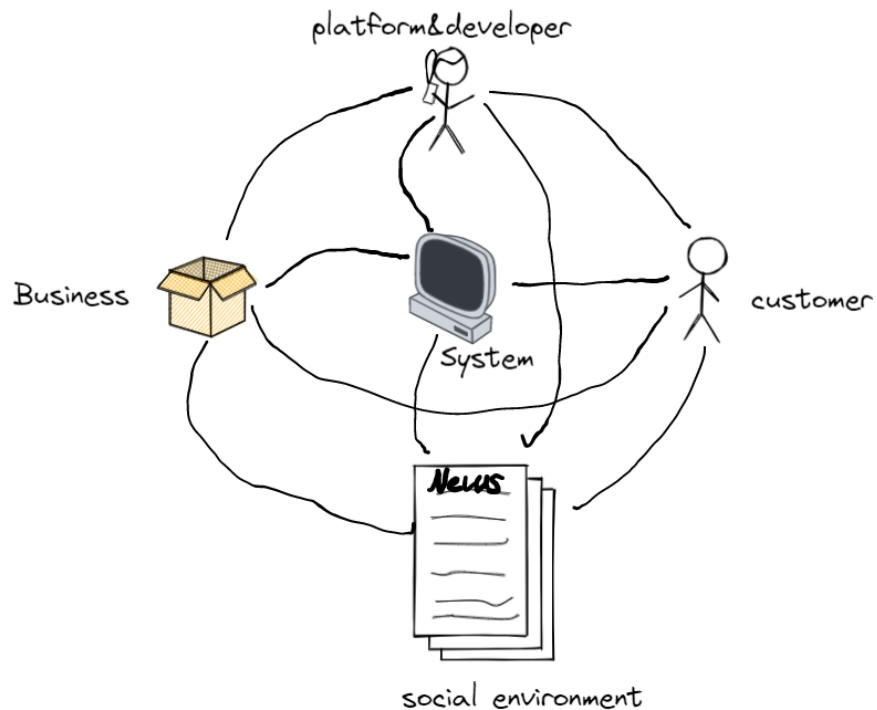 platform&developer
Business
customer
System
News
social environment